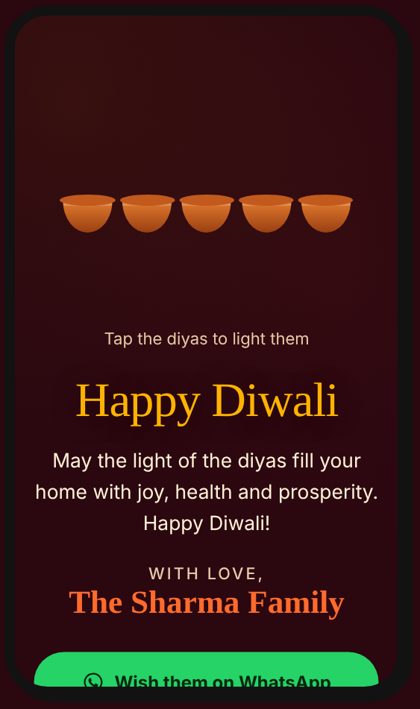 Tap the diyas to light them
Happy Diwali
May the light of the diyas fill your
home with joy, health and prosperity.
Happy Diwali!
WITH LOVE,
The Sharma Family
Wish them on WhatsApp